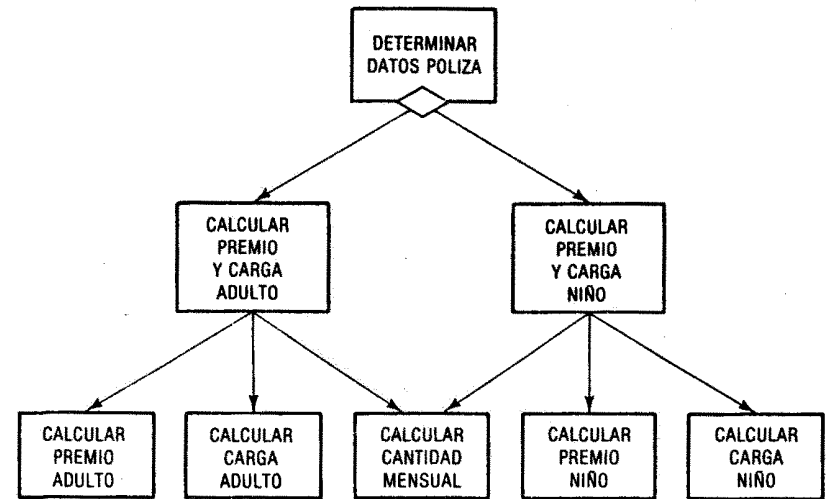 DETERMINAR
DATOS POLIZA
CALCULAR
PREMIO
Y CARGA
ADULTO
CALCULAR
PREMIO
Y CARGA
NIÑO
CALCULAR
PREMIO
ADULTO
CALCULAR
CARGA
ADULTO
CALCULAR
CANTIDAD
MENSUAL
CALCULAR
PREMIO
NIÑO
CALCULAR
CARGA
NIÑO